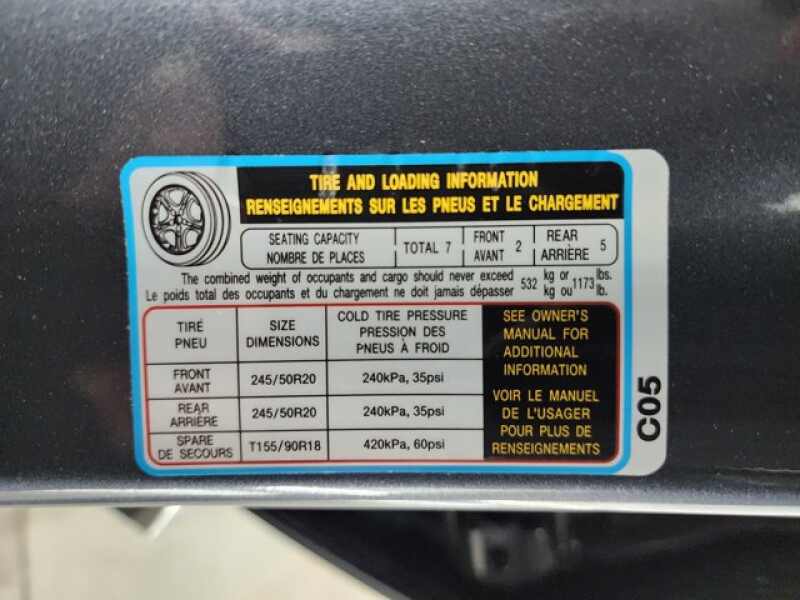 TIRE AND LOADING INFORMATION
RENSEIGNEMENTS SUR LES PNEUS ET LE CHARGEMENT
SEATING CAPACITY
NOMBRE DE PLACES
TOTAL 7
FRONT
AVANT
2
REAR
ARRIÈRE
5
The combined weight of occupants and cargo should never exceed 532 kg or 1173 lbs.
Le poids total des occupants et du chargement ne doit jamais dépasser kg ou lb.
TIRE
PNEU
SIZE
DIMENSIONS
COLD TIRE PRESSURE
PRESSION DES
PNEUS À FROID
FRONT
AVANT
245/50R20
240kPa, 35psi
REAR
ARRIÈRE
245/50R20
240kPa, 35psi
SPARE
DE SECOURS
T155/90R18
420kPa, 60psi
SEE OWNER'S
MANUAL FOR
ADDITIONAL
INFORMATION
VOIR LE MANUEL
DE L'USAGER
POUR PLUS DE
RENSEIGNEMENTS
C05